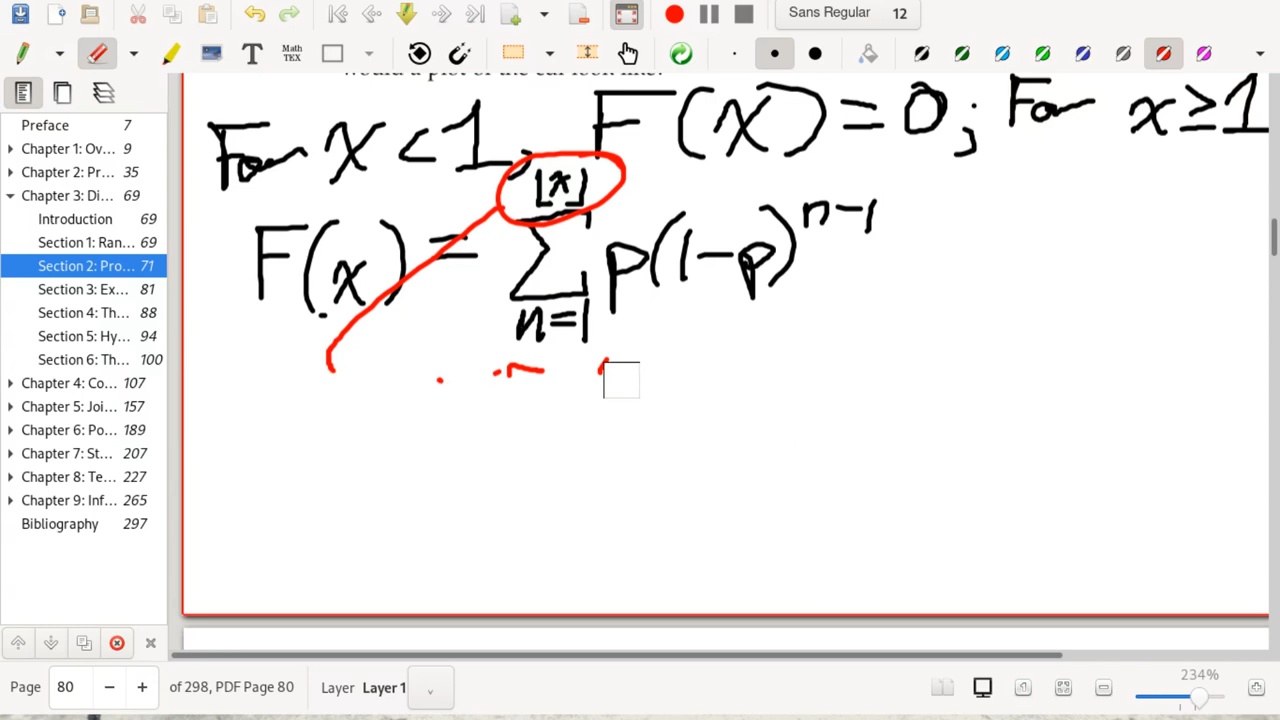 Sans Regular 12
T Math TEX
Preface 7
Chapter 1: Ov... 9
Chapter 2: Pr... 35
Chapter 3: Di... 69
Introduction 69
Section 1: Ran... 69
Section 2: Pro... 71
Section 3: Ex... 81
Section 4: Th... 88
Section 5: Hy... 94
Section 6: Th... 100
Chapter 4: Co... 107
Chapter 5: Joi... 157
Chapter 6: Po... 189
Chapter 7: St... 207
Chapter 8: Te... 227
Chapter 9: Inf... 265
Bibliography 297
For x < 1, F(x) = 0; For x ≥ 1
⌊x⌋
F(x) = Σ p(1-p)^{n-1}
n=1
Page 80 of 298, PDF Page 80 Layer Layer 1 234%